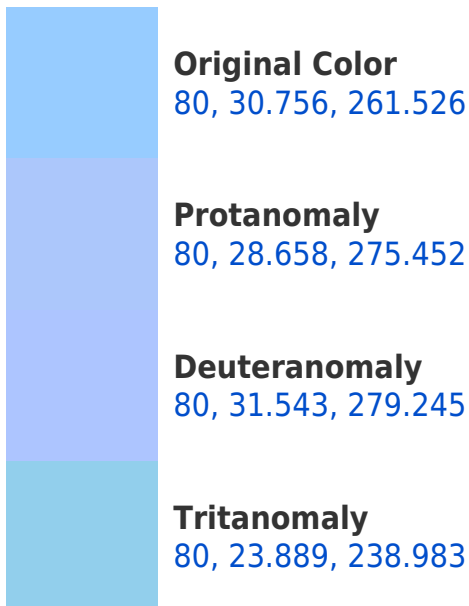 Original Color
80, 30.756, 261.526
Protanomaly
80, 28.658, 275.452
Deuteranomaly
80, 31.543, 279.245
Tritanomaly
80, 23.889, 238.983